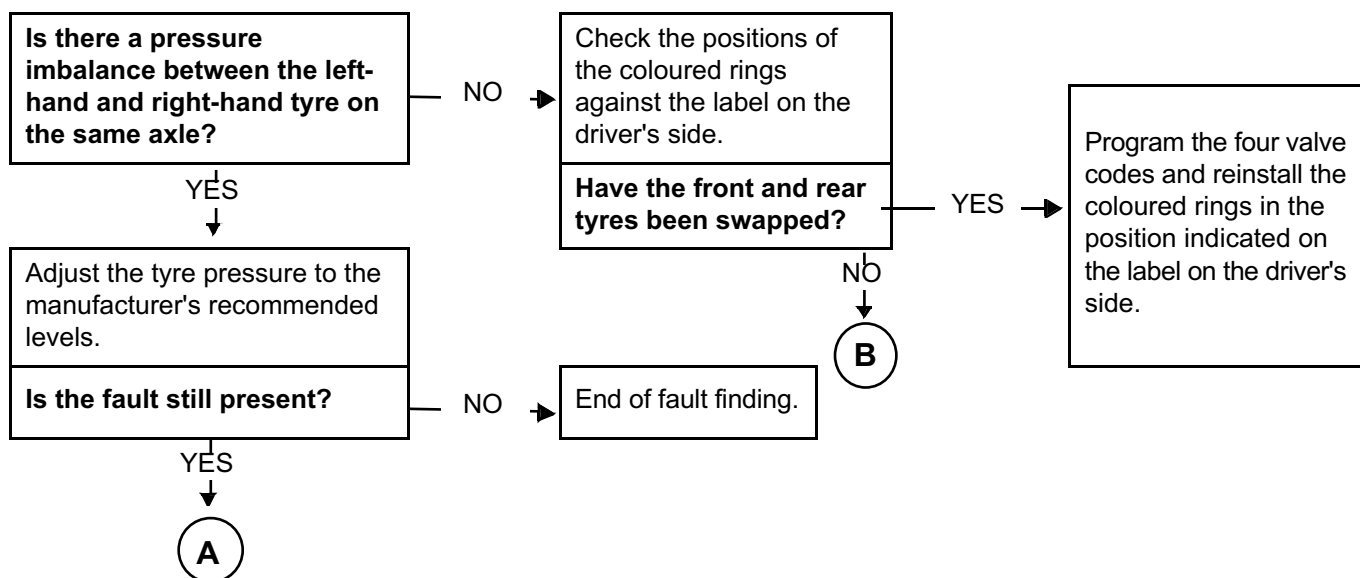 Is there a pressure
imbalance between the left-
hand and right-hand tyre on
the same axle?
NO
Check the positions of
the coloured rings
against the label on the
driver's side.
Have the front and rear
tyres been swapped?
YES
Program the four valve
codes and reinstall the
coloured rings in the
position indicated on
the label on the driver's
side.
YES
NO
B
Adjust the tyre pressure to the
manufacturer's recommended
levels.
Is the fault still present?
NO
End of fault finding.
YES
A